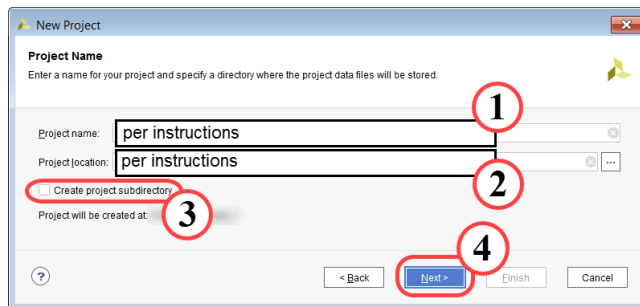 New Project
Project Name
Enter a name for your project and specify a directory where the project data files will be stored.
1
Project name: per instructions
Project location: per instructions ...
2
Create project subdirectory
3
Project will be created at:
4
? < Back Next > Finish Cancel